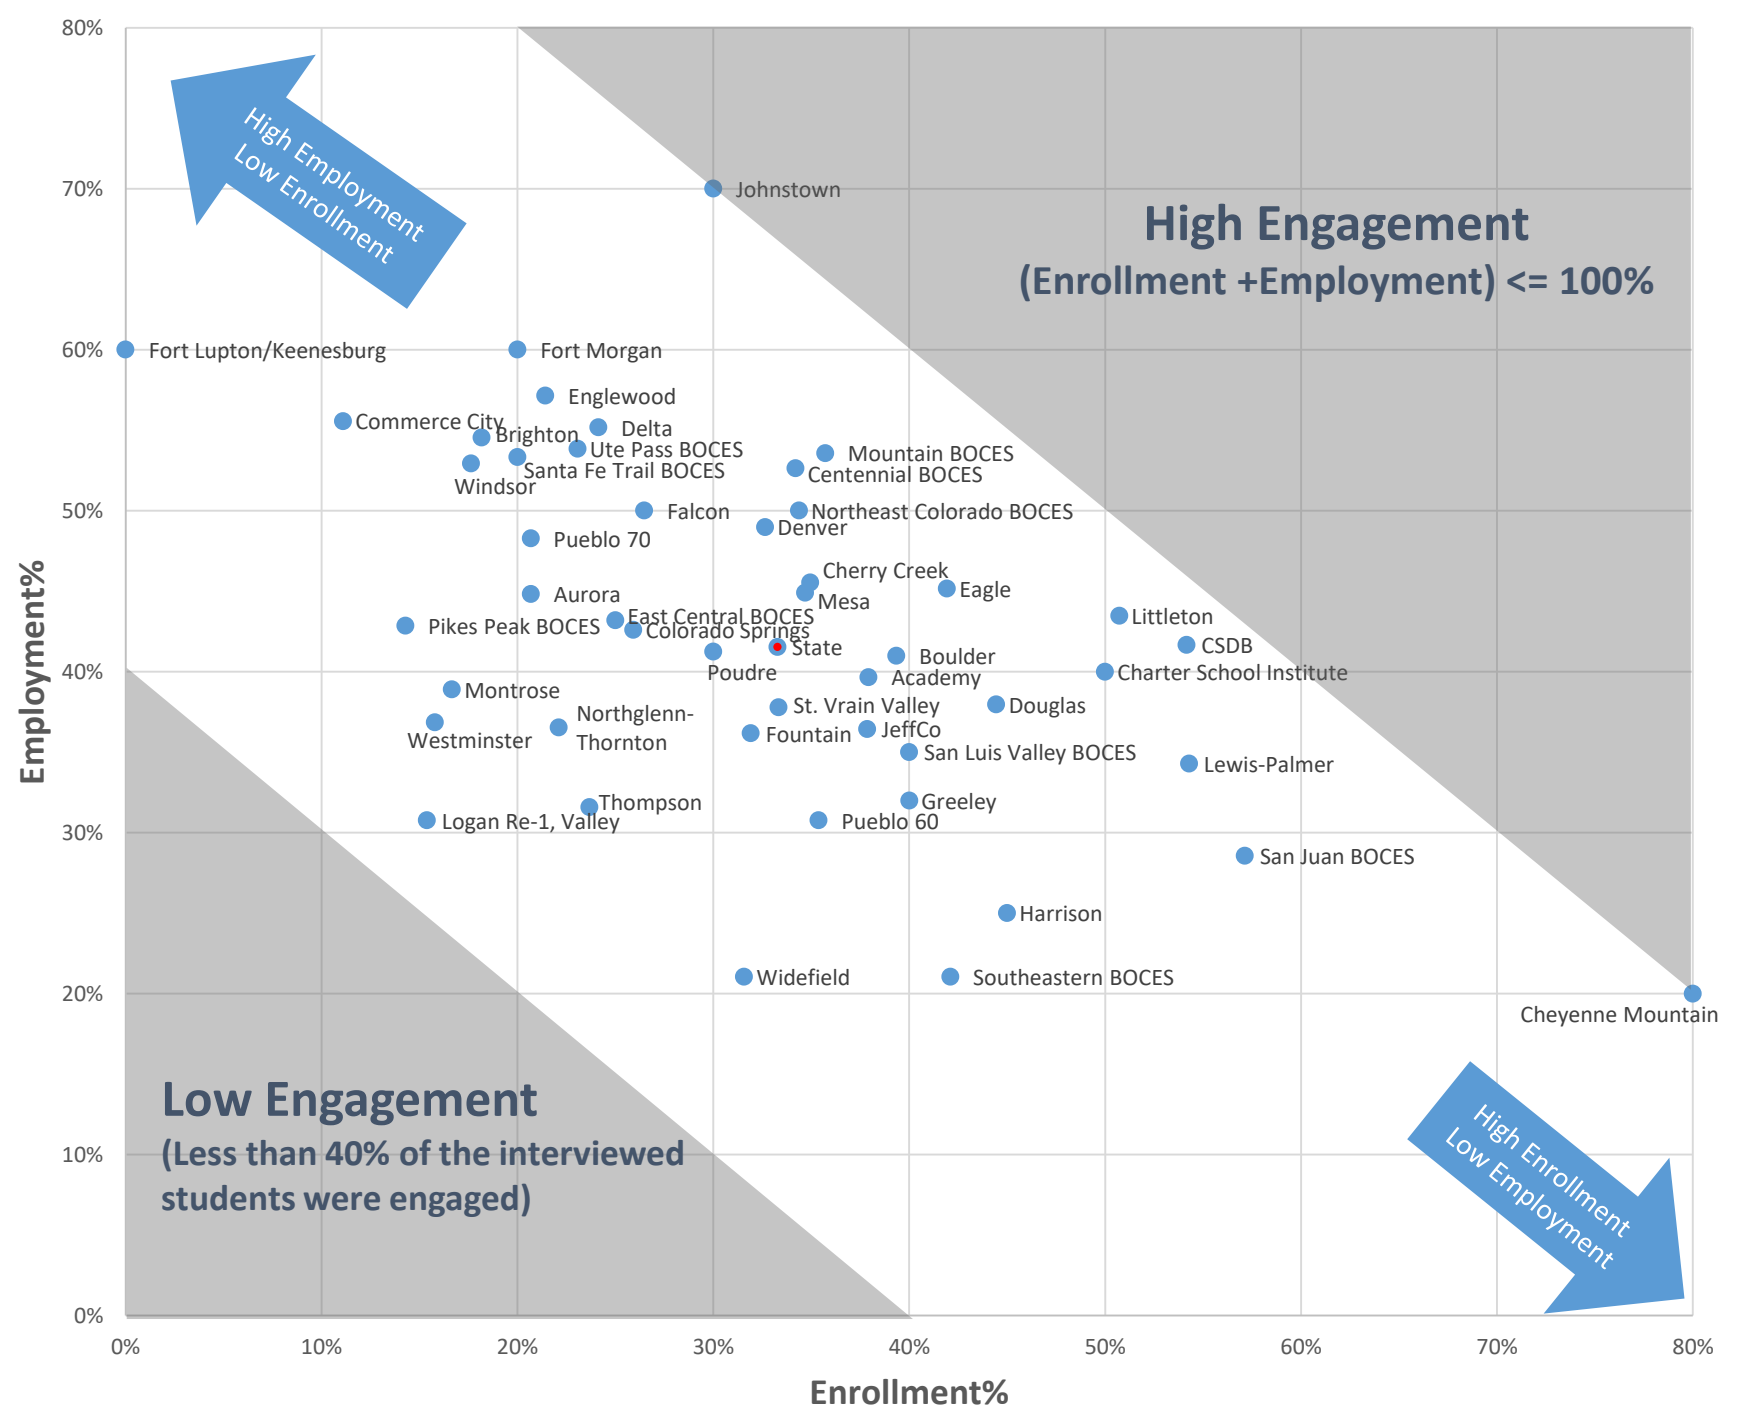 80%
70%
60%
50%
40%
30%
20%
10%
0%
Employment%
High Employment
Low Enrollment
Johnstown
High Engagement
(Enrollment +Employment) <= 100%
Fort Lupton/Keenesburg
Fort Morgan
Englewood
Commerce City
Delta
Brighton
Ute Pass BOCES
Mountain BOCES
Santa Fe Trail BOCES
Centennial BOCES
Windsor
Falcon
Northeast Colorado BOCES
Denver
Pueblo 70
Cherry Creek
Aurora
Mesa
Eagle
East Central BOCES
Littleton
Pikes Peak BOCES
Colorado Springs
State
CSDB
Boulder
Poudre
Academy
Charter School Institute
Montrose
St. Vrain Valley
Douglas
Northglenn-
Thornton
Westminster
Fountain
JeffCo
San Luis Valley BOCES
Lewis-Palmer
Thompson
Greeley
Logan Re-1, Valley
Pueblo 60
San Juan BOCES
Harrison
Widefield
Southeastern BOCES
Cheyenne Mountain
Low Engagement
(Less than 40% of the interviewed
students were engaged)
High Enrollment
Low Employment
0%
10%
20%
30%
40%
50%
60%
70%
80%
Enrollment%